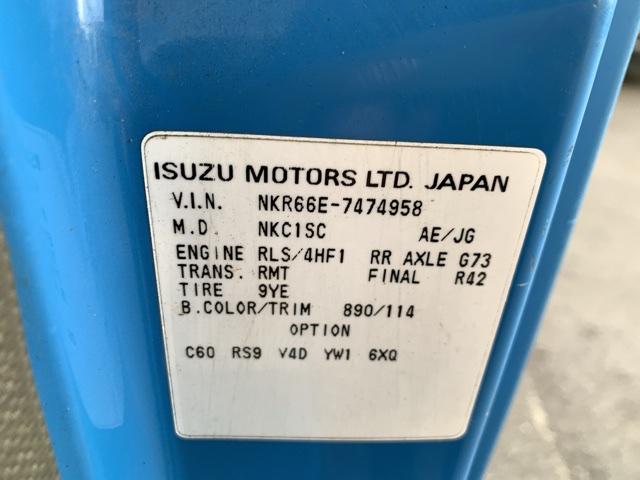 ISUZU MOTORS LTD. JAPAN
V.I.N. NKR66E-7474958
M.D NKC1SC AE/JG
ENGINE RLS/4HF1 RR AXLE G73
TRANS. RMT FINAL R42
TIRE 9YE
B.COLOR/TRIM 890/114
OPTION
C60 RS9 V4D YW1 6XQ